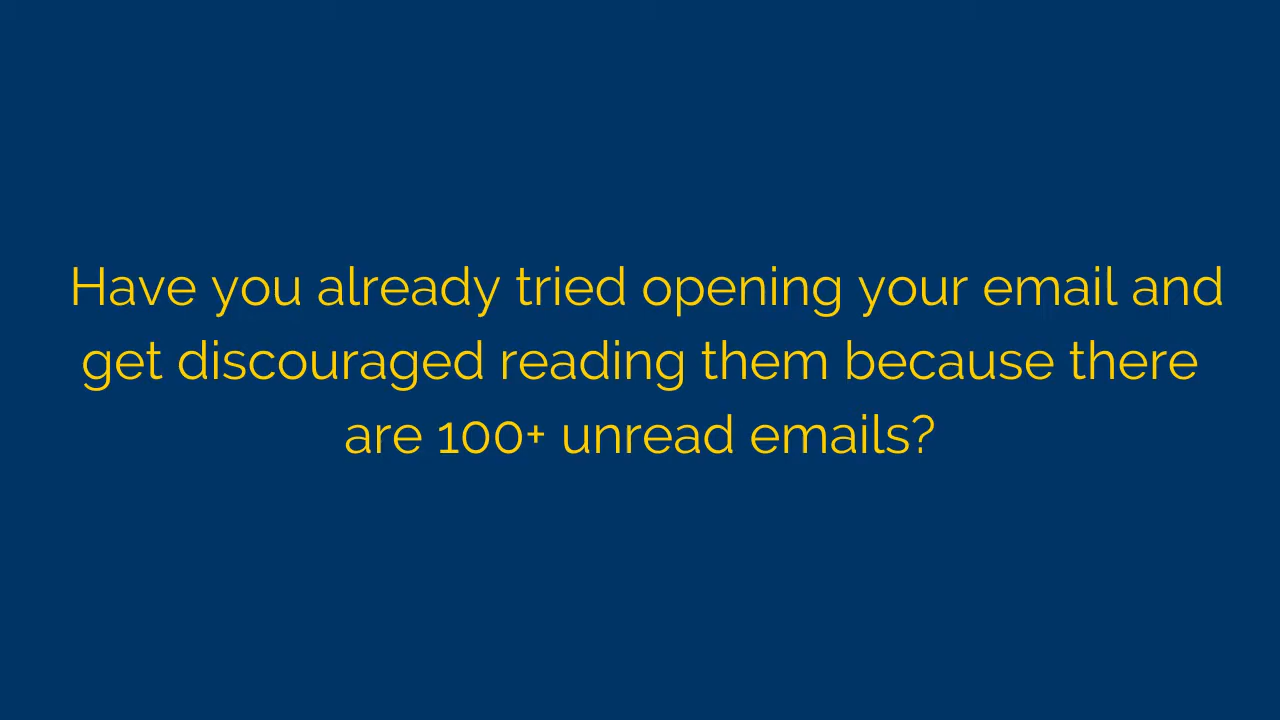 Have you already tried opening your email and
get discouraged reading them because there
are 100+ unread emails?